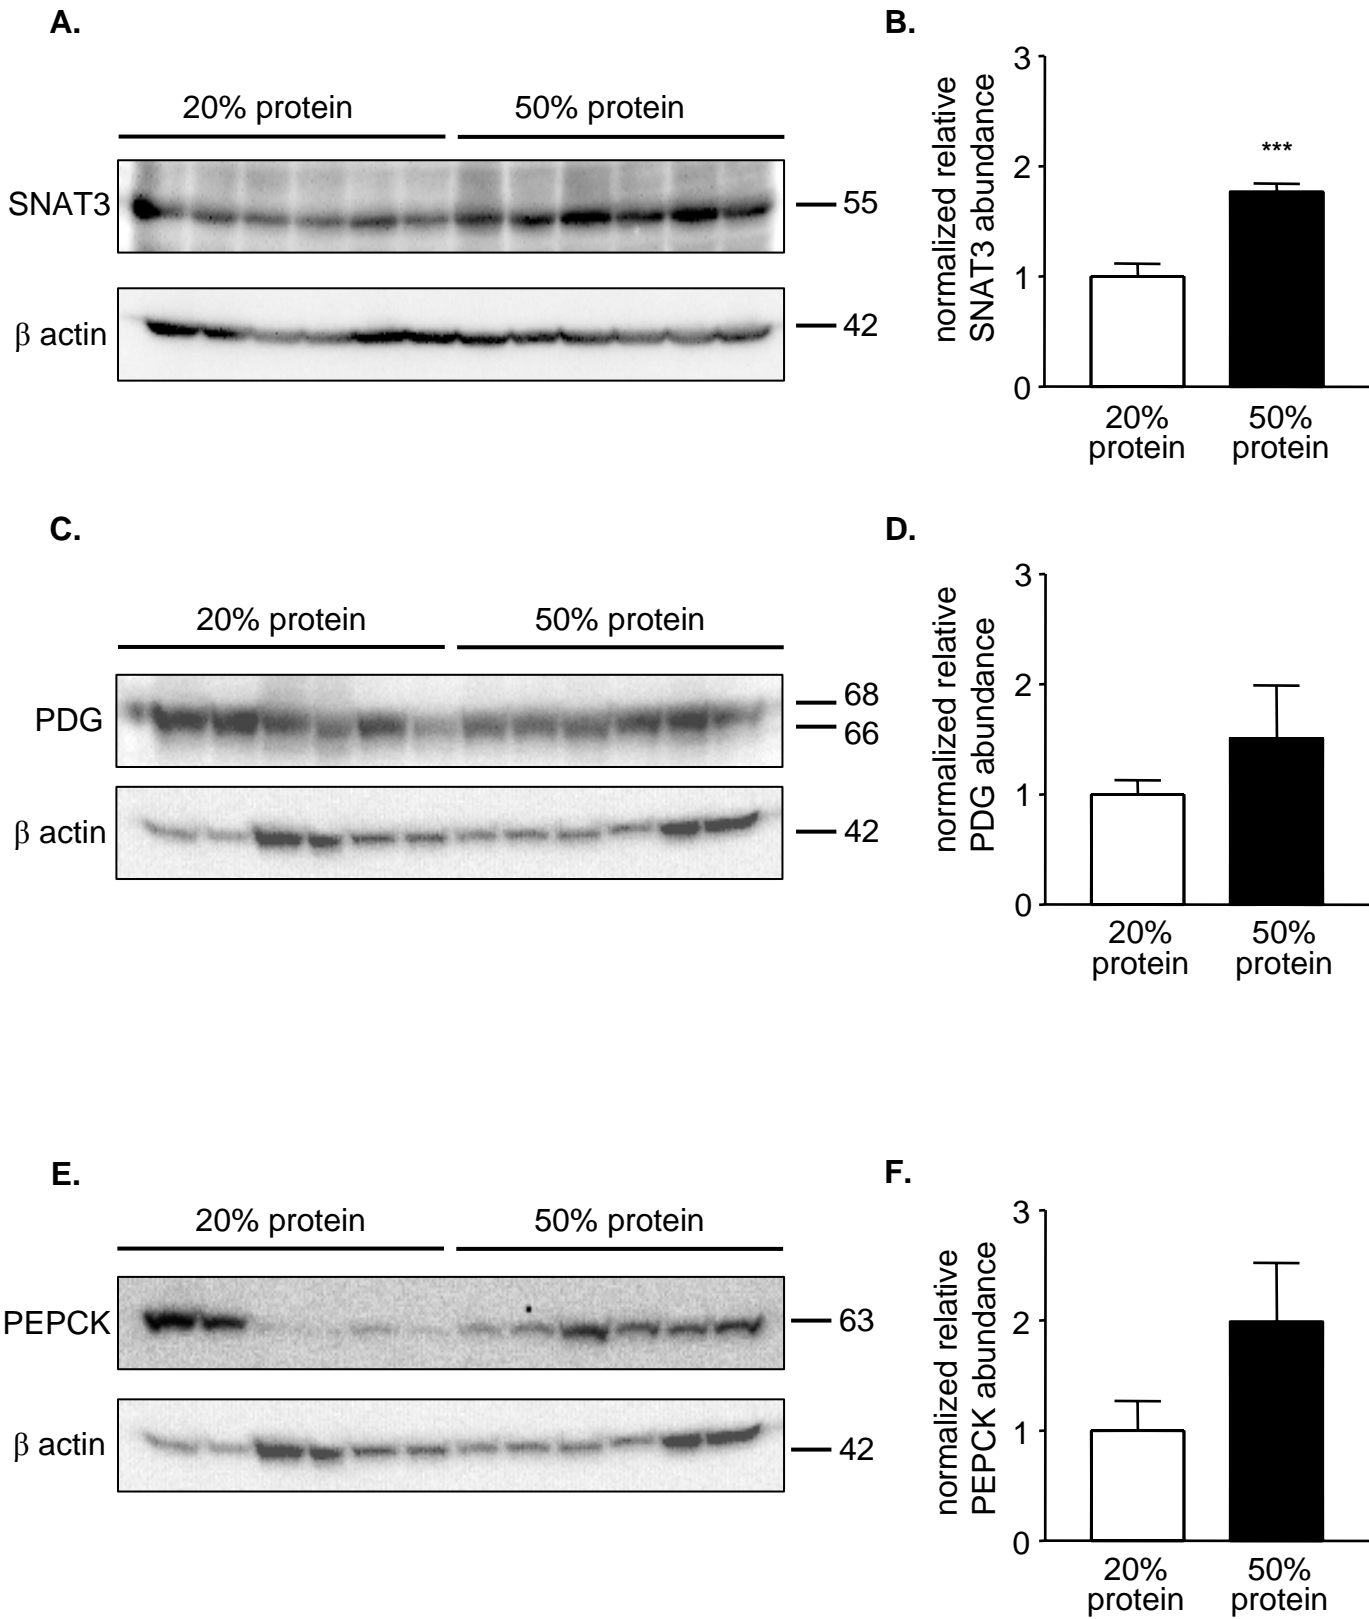 A.
20% protein
50% protein
SNAT3
55
β actin
42
B.
normalized relative
SNAT3 abundance
3
2
1
0
***
20%
protein
50%
protein
C.
20% protein
50% protein
PDG
68
66
β actin
42
D.
normalized relative
PDG abundance
3
2
1
0
20%
protein
50%
protein
E.
20% protein
50% protein
PEPCK
63
β actin
42
F.
normalized relative
PEPCK abundance
3
2
1
0
20%
protein
50%
protein